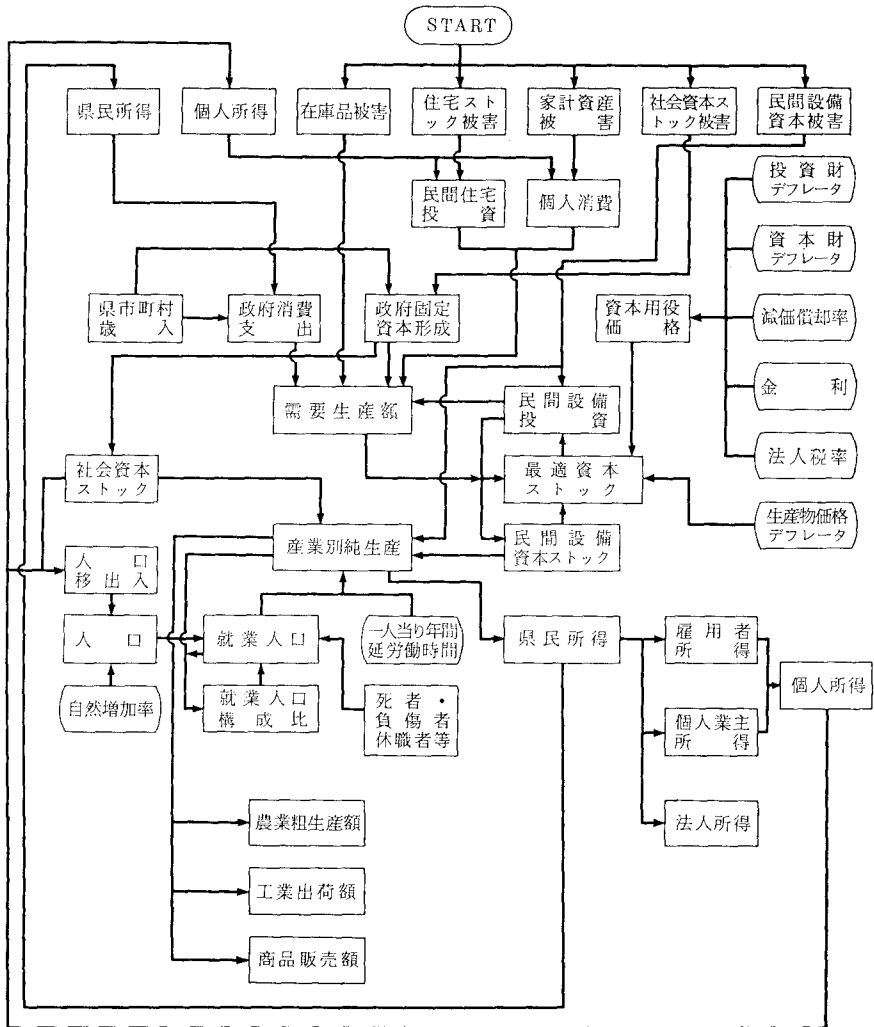 START
県民所得
個人所得
在庫品被害
住宅ストック被害
家計資産被害
社会資本ストック被害
民間設備資本被害
投資財
デフレータ
民間住宅
投資
個人消費
資本財
デフレータ
県市町村
歳入
政府消費
支出
政府固定
資本形成
資本用役
価格
減価償却率
需要生産額
民間設備
投資
金利
社会資本
ストック
最適資本
ストック
法人税率
産業別純生産
民間設備
資本ストック
生産物価格
デフレータ
人口
移出入
人口
就業人口
一人当り年間
延労働時間
県民所得
雇用者
所得
個人所得
自然増加率
就業人口
構成比
死者・
負傷者
休職者等
個人業主
所得
農業粗生産額
法人所得
工業出荷額
商品販売額